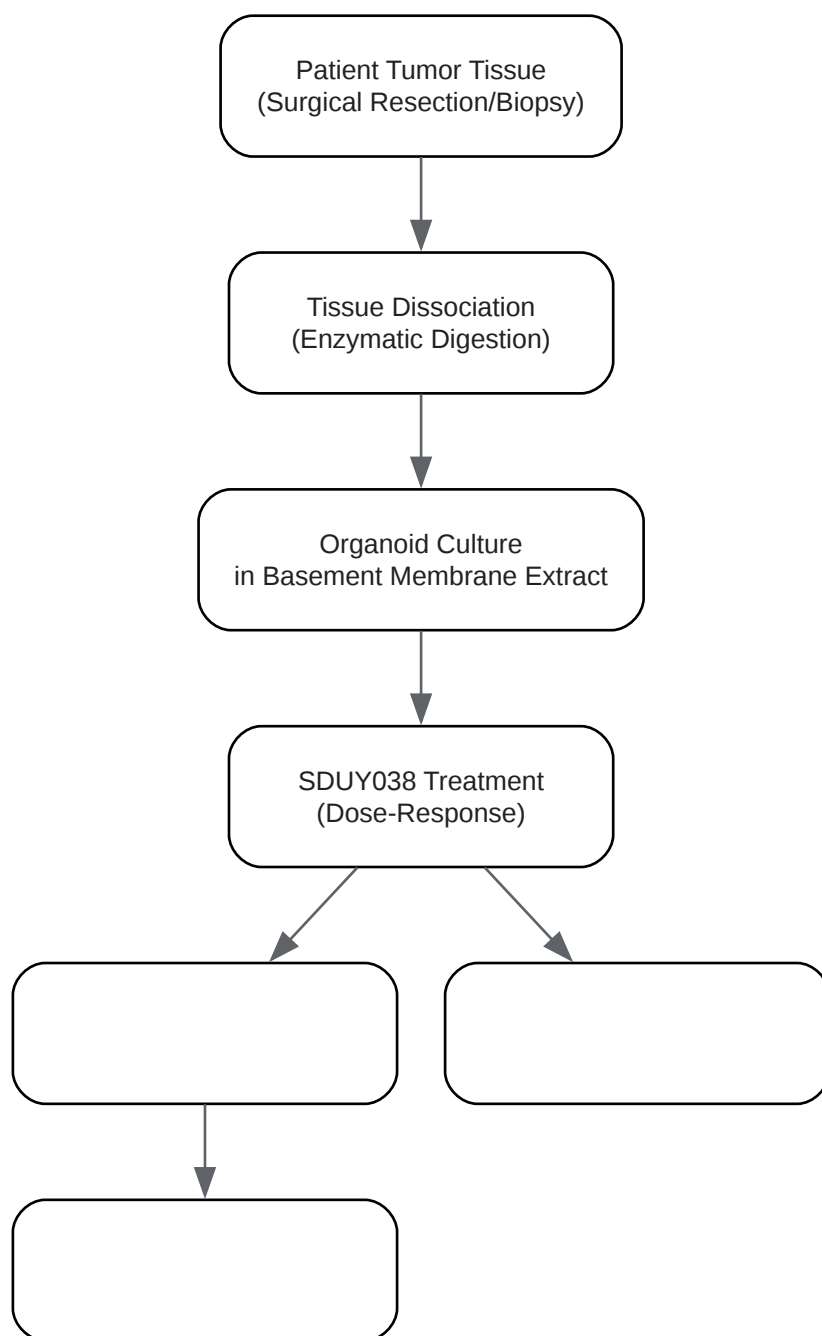 Patient Tumor Tissue
(Surgical Resection/Biopsy)
Tissue Dissociation
(Enzymatic Digestion)
Organoid Culture
in Basement Membrane Extract
SDUY038 Treatment
(Dose-Response)